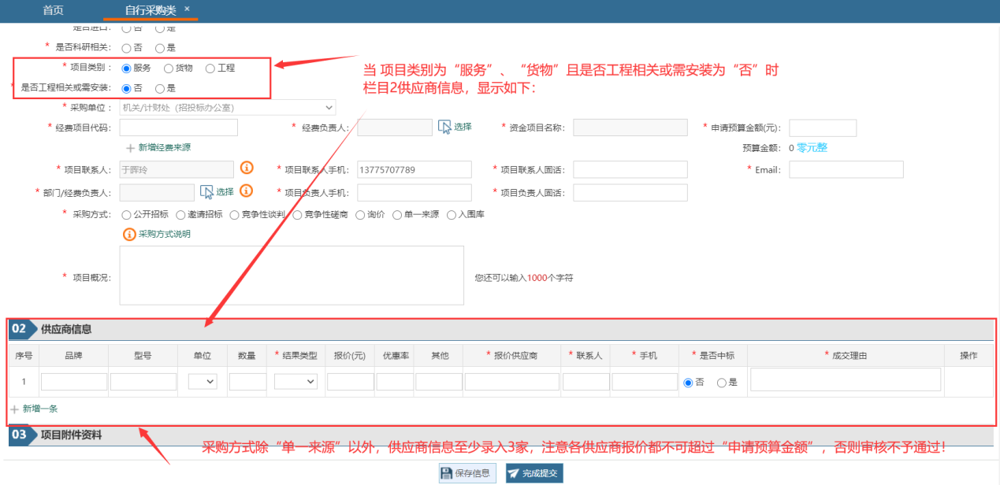 首页 自行采购类 ×
是否进口: 否 是
* 是否科研相关: 否 是
* 项目类别: 服务 货物 工程
* 是否工程相关或需安装: 否 是
当 项目类别为“服务”、“货物”且是否工程相关或需安装为“否”时
栏目2供应商信息，显示如下：
* 采购单位: 机关/计财处（招投标办公室）
* 经费项目代码: * 经费负责人: 选择 * 资金项目名称: * 申请预算金额(元):
新增经费来源 预算金额: 0 零元整
* 项目联系人: 于阵玲 * 项目联系人手机: 13775707789 * 项目联系人固话: * Email:
* 部门/经费负责人: 选择 * 项目负责人手机: * 项目负责人固话:
* 采购方式: 公开招标 邀请招标 竞争性谈判 竞争性磋商 询价 单一来源 入围库
采购方式说明
* 项目概况: 您还可以输入1000个字符
02 供应商信息
序号 品牌 型号 单位 数量 * 结果类型 报价(元) 优惠率 其他 * 报价供应商 * 联系人 * 手机 * 是否中标 * 成交理由 操作
1 否 是
新增一条
03 项目附件资料
采购方式除“单一来源”以外，供应商信息至少录入3家，注意各供应商报价都不可超过“申请预算金额”，否则审核不予通过！
保存信息 完成提交